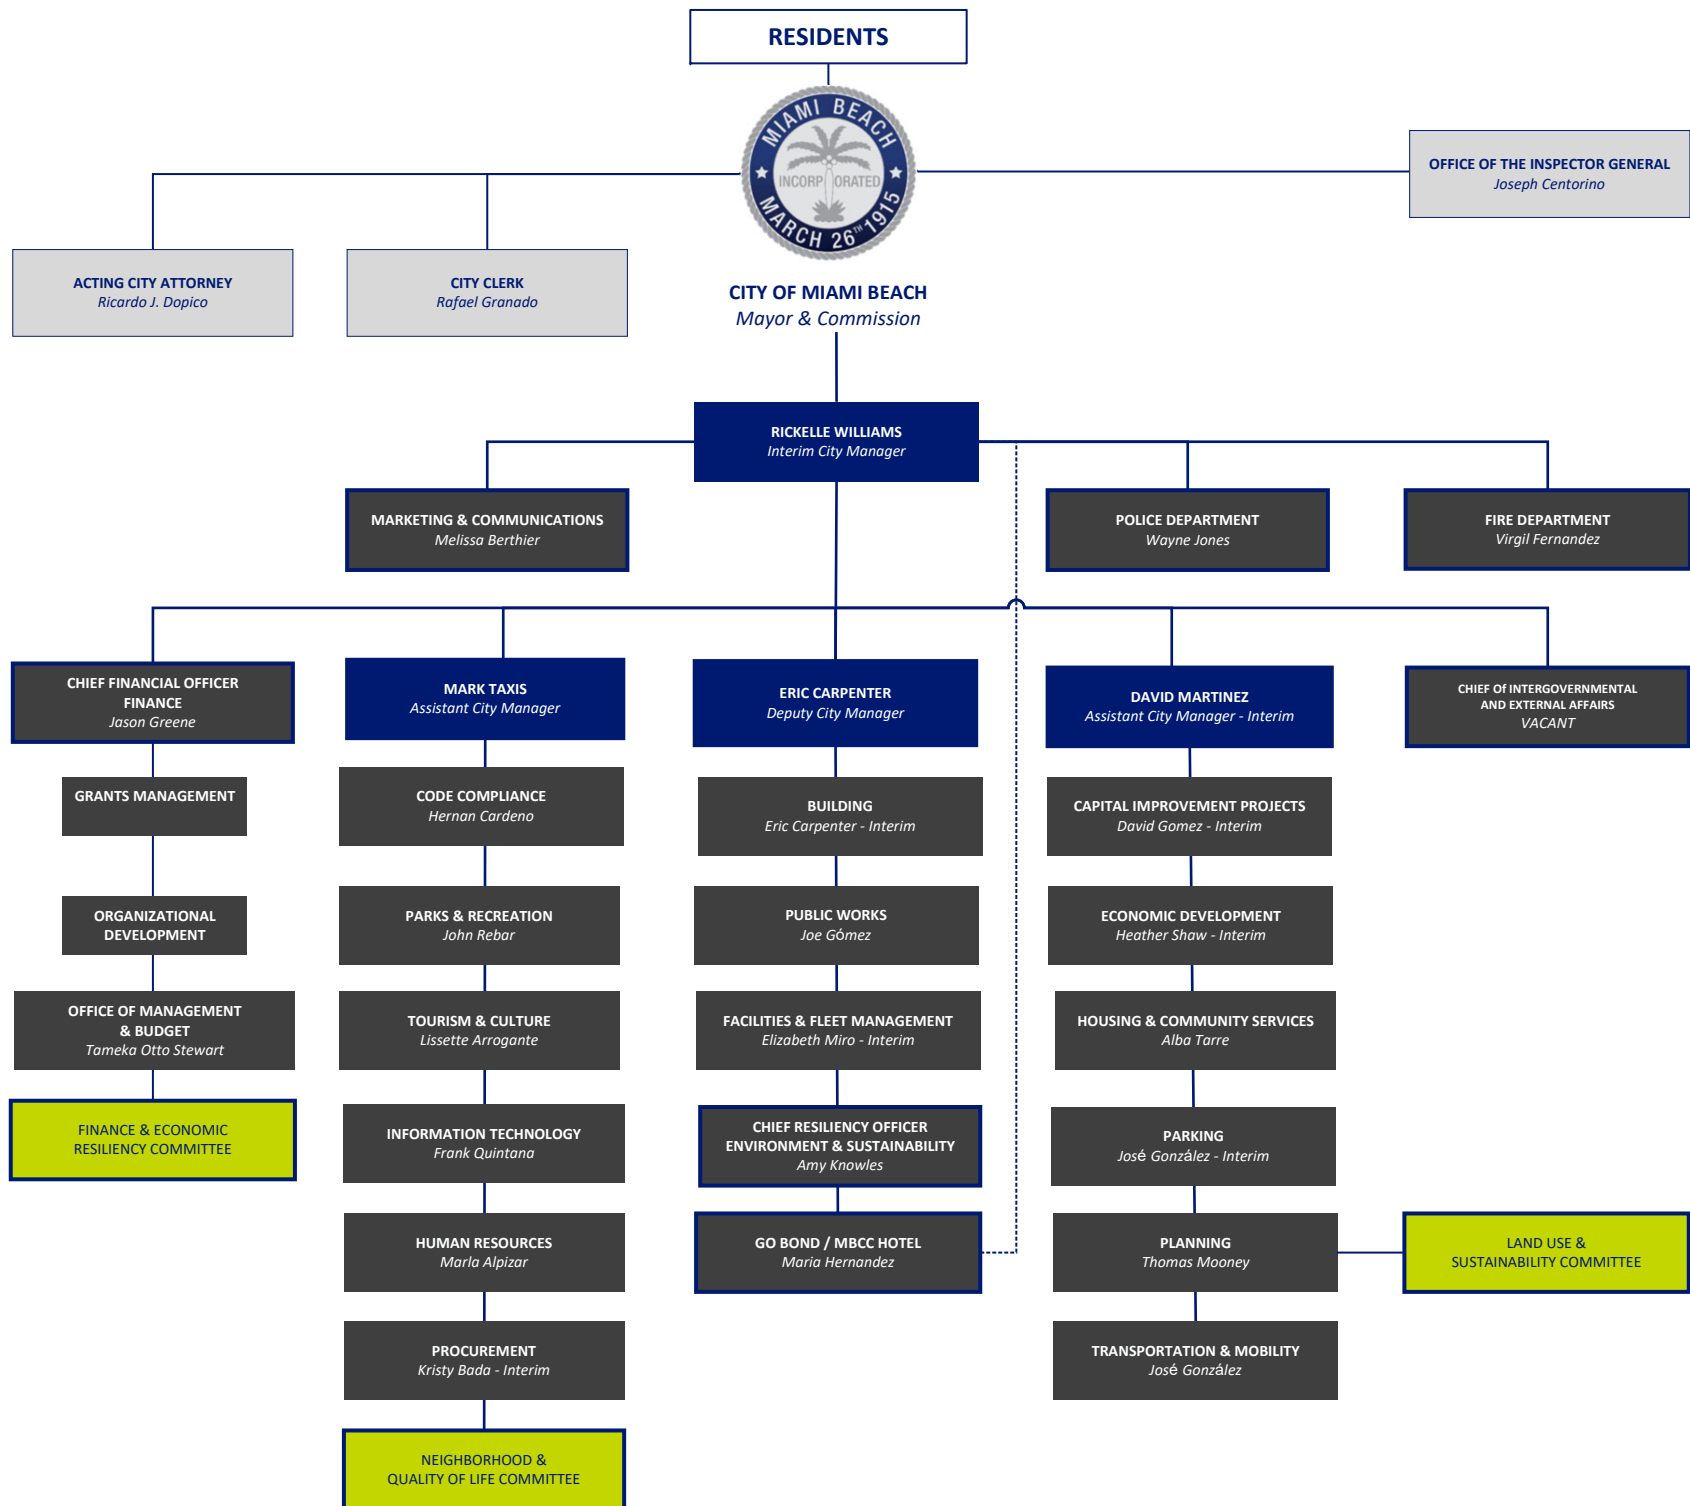 RESIDENTS
MIAMI BEACH
INCORPORATED
MARCH 26TH 1915
OFFICE OF THE INSPECTOR GENERAL
Joseph Centorino
ACTING CITY ATTORNEY
Ricardo J. Dopico
CITY CLERK
Rafael Granado
CITY OF MIAMI BEACH
Mayor & Commission
RICKELLE WILLIAMS
Interim City Manager
MARKETING & COMMUNICATIONS
Melissa Berthier
POLICE DEPARTMENT
Wayne Jones
FIRE DEPARTMENT
Virgil Fernandez
CHIEF FINANCIAL OFFICER
FINANCE
Jason Greene
MARK TAXIS
Assistant City Manager
ERIC CARPENTER
Deputy City Manager
DAVID MARTINEZ
Assistant City Manager - Interim
CHIEF Of INTERGOVERNMENTAL
AND EXTERNAL AFFAIRS
VACANT
GRANTS MANAGEMENT
CODE COMPLIANCE
Hernan Cardeno
BUILDING
Eric Carpenter - Interim
CAPITAL IMPROVEMENT PROJECTS
David Gomez - Interim
ORGANIZATIONAL
DEVELOPMENT
PARKS & RECREATION
John Rebar
PUBLIC WORKS
Joe Gómez
ECONOMIC DEVELOPMENT
Heather Shaw - Interim
OFFICE OF MANAGEMENT
& BUDGET
Tameka Otto Stewart
TOURISM & CULTURE
Lissette Arrogante
FACILITIES & FLEET MANAGEMENT
Elizabeth Miro - Interim
HOUSING & COMMUNITY SERVICES
Alba Tarre
FINANCE & ECONOMIC
RESILIENCY COMMITTEE
INFORMATION TECHNOLOGY
Frank Quintana
CHIEF RESILIENCY OFFICER
ENVIRONMENT & SUSTAINABILITY
Amy Knowles
PARKING
José González - Interim
HUMAN RESOURCES
Marla Alpizar
GO BOND / MBCC HOTEL
Maria Hernandez
PLANNING
Thomas Mooney
LAND USE &
SUSTAINABILITY COMMITTEE
PROCUREMENT
Kristy Bada - Interim
TRANSPORTATION & MOBILITY
José González
NEIGHBORHOOD &
QUALITY OF LIFE COMMITTEE